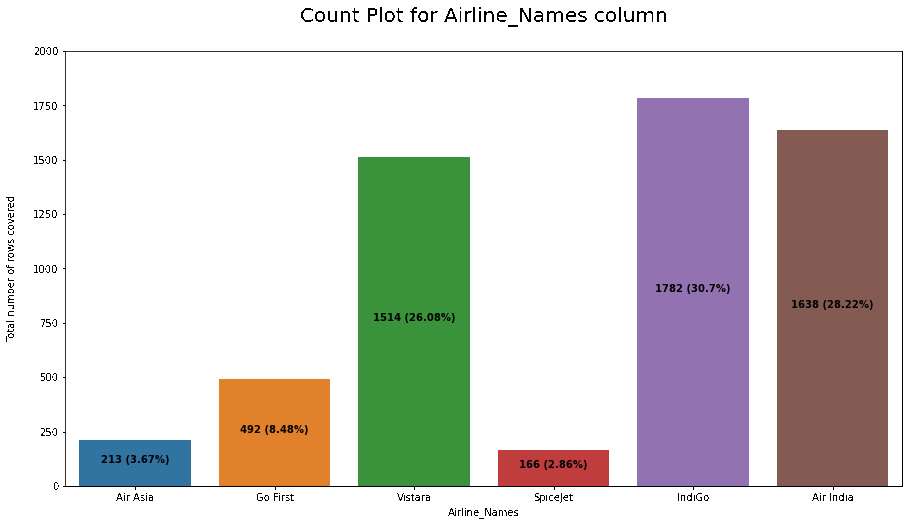 Count Plot for Airline_Names column
Total number of rows covered
2000
1750
1500
1250
1000
750
500
250
0
213 (3.67%)
492 (8.48%)
1514 (26.08%)
166 (2.86%)
1782 (30.7%)
1638 (28.22%)
Air Asia
Go First
Vistara
SpiceJet
IndiGo
Air India
Airline_Names